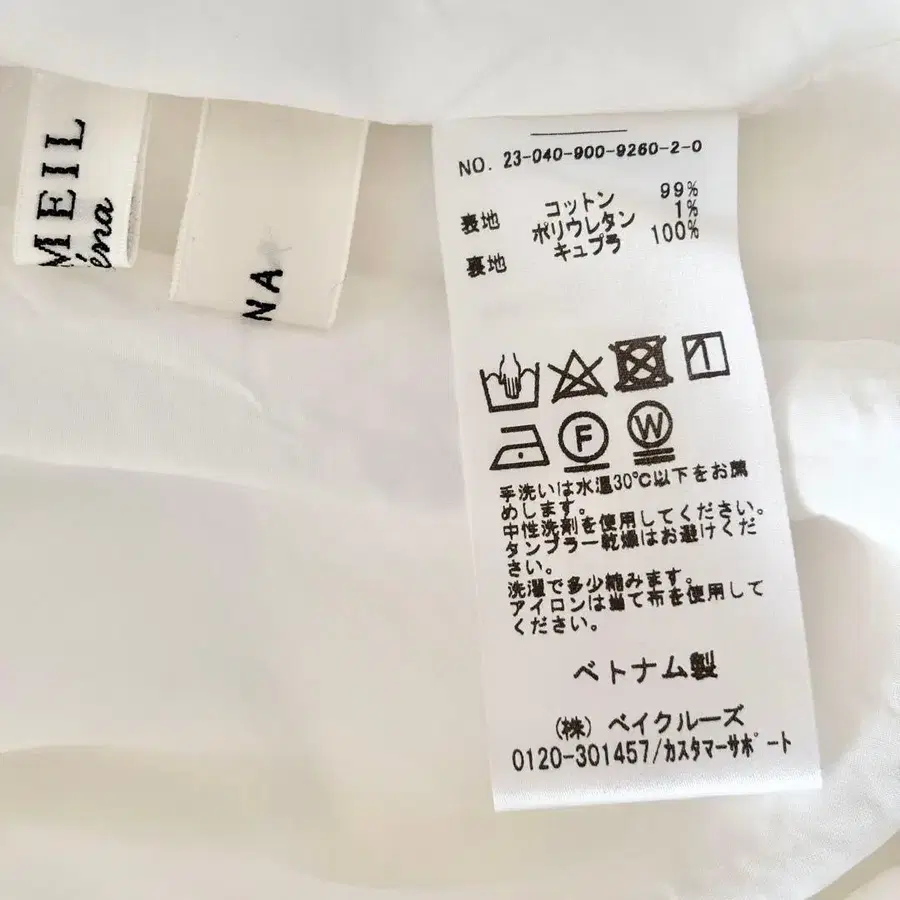 MEIL
éna
NA
NO. 23-040-900-9260-2-0
表地 コットン 99%
ポリウレタン 1%
裏地 キュプラ 100%
F W
手洗いは水温30℃以下をお薦
めします。
中性洗剤を使用してください。
タンブラー乾燥はお避けくだ
さい。
洗濯で多少縮みます。
アイロンは当て布を使用して
ください。
ベトナム製
(株) ベイクルーズ
0120-301457/カスタマーサポート